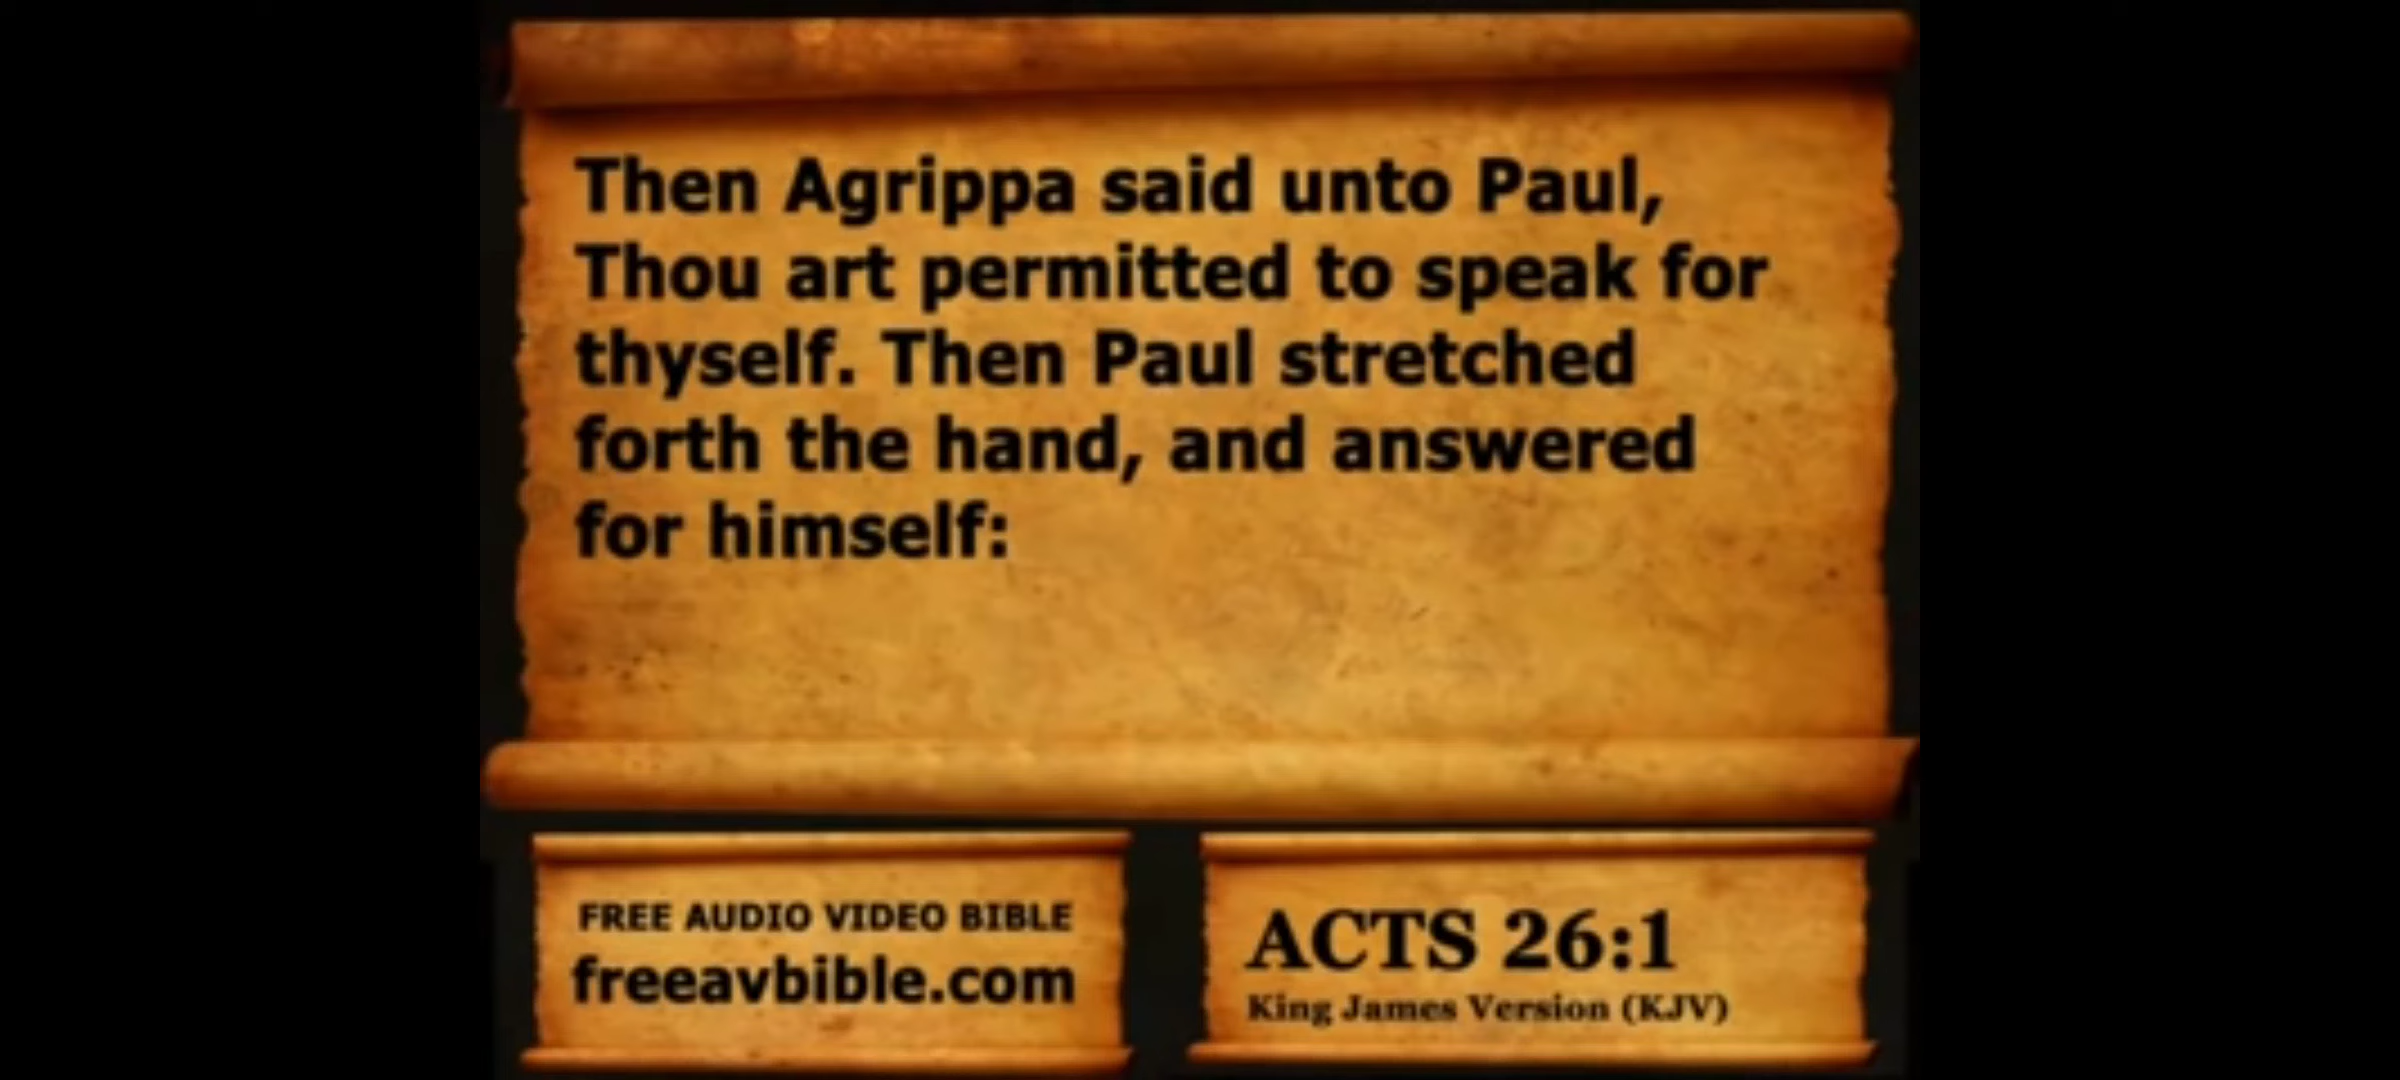 Then Agrippa said unto Paul,
Thou art permitted to speak for
thyself. Then Paul stretched
forth the hand, and answered
for himself:
FREE AUDIO VIDEO BIBLE
freeavbible.com
ACTS 26:1
King James Version (KJV)